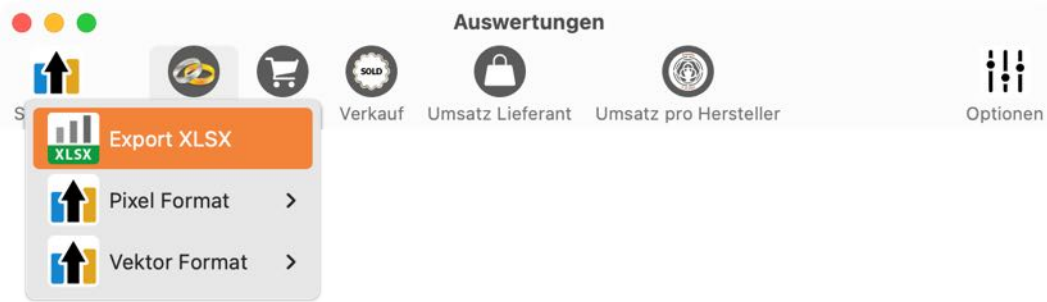 Auswertungen
SOLD
S
Verkauf
Umsatz Lieferant
Umsatz pro Hersteller
Optionen
XLSX
Export XLSX
Pixel Format
Vektor Format